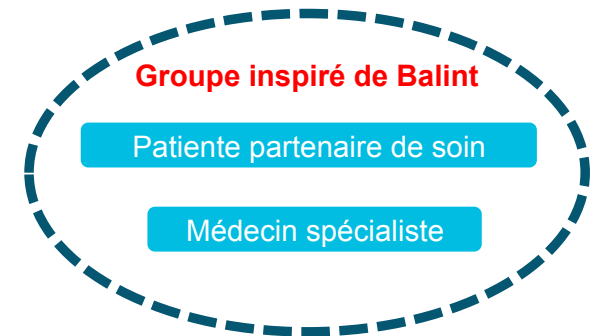 Groupe inspiré de Balint
Patiente partenaire de soin
Médecin spécialiste